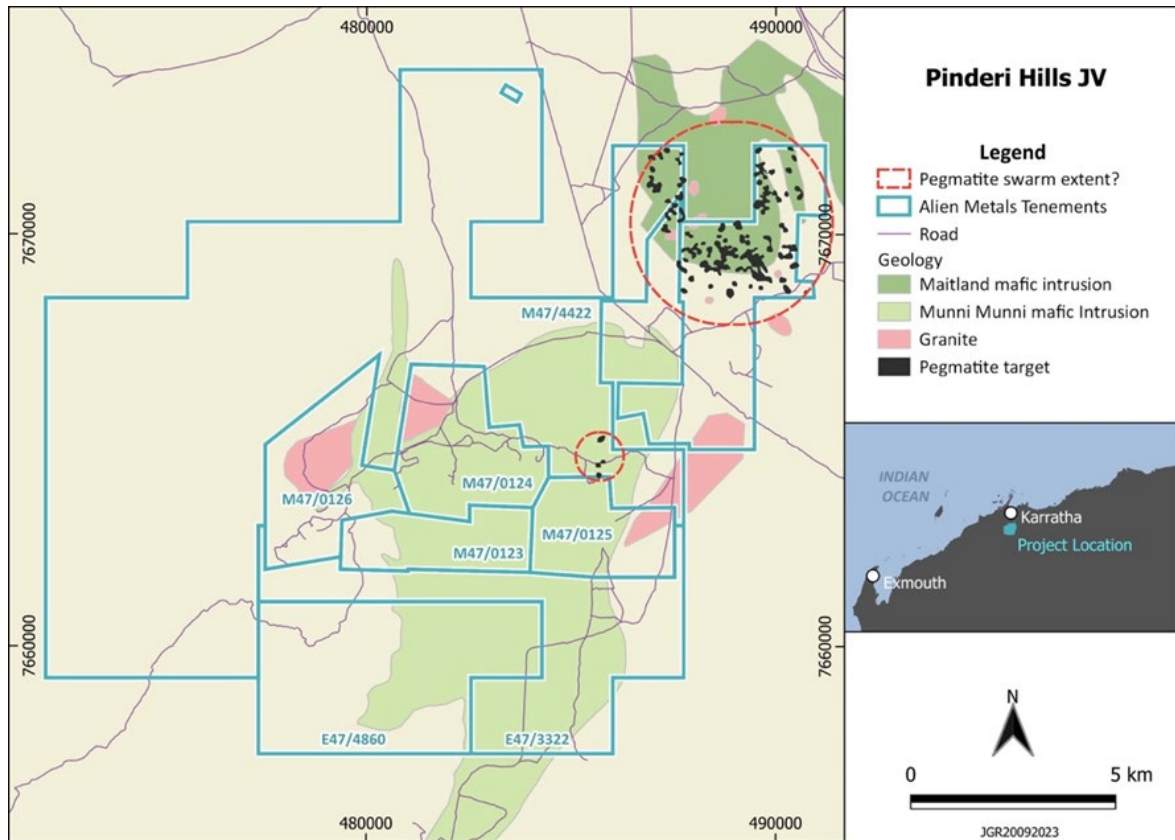 480000
490000
7670000
7670000
M47/4422
M47/0126
M47/0124
M47/0125
M47/0123
7660000
7660000
E47/4860
E47/3322
480000
490000
Pinderi Hills JV
Legend
Pegmatite swarm extent?
Alien Metals Tenements
Road
Geology
Maitland mafic intrusion
Munni Munni mafic Intrusion
Granite
Pegmatite target
INDIAN
OCEAN
Karratha
Project Location
Exmouth
N
0 5 km
JGR20092023